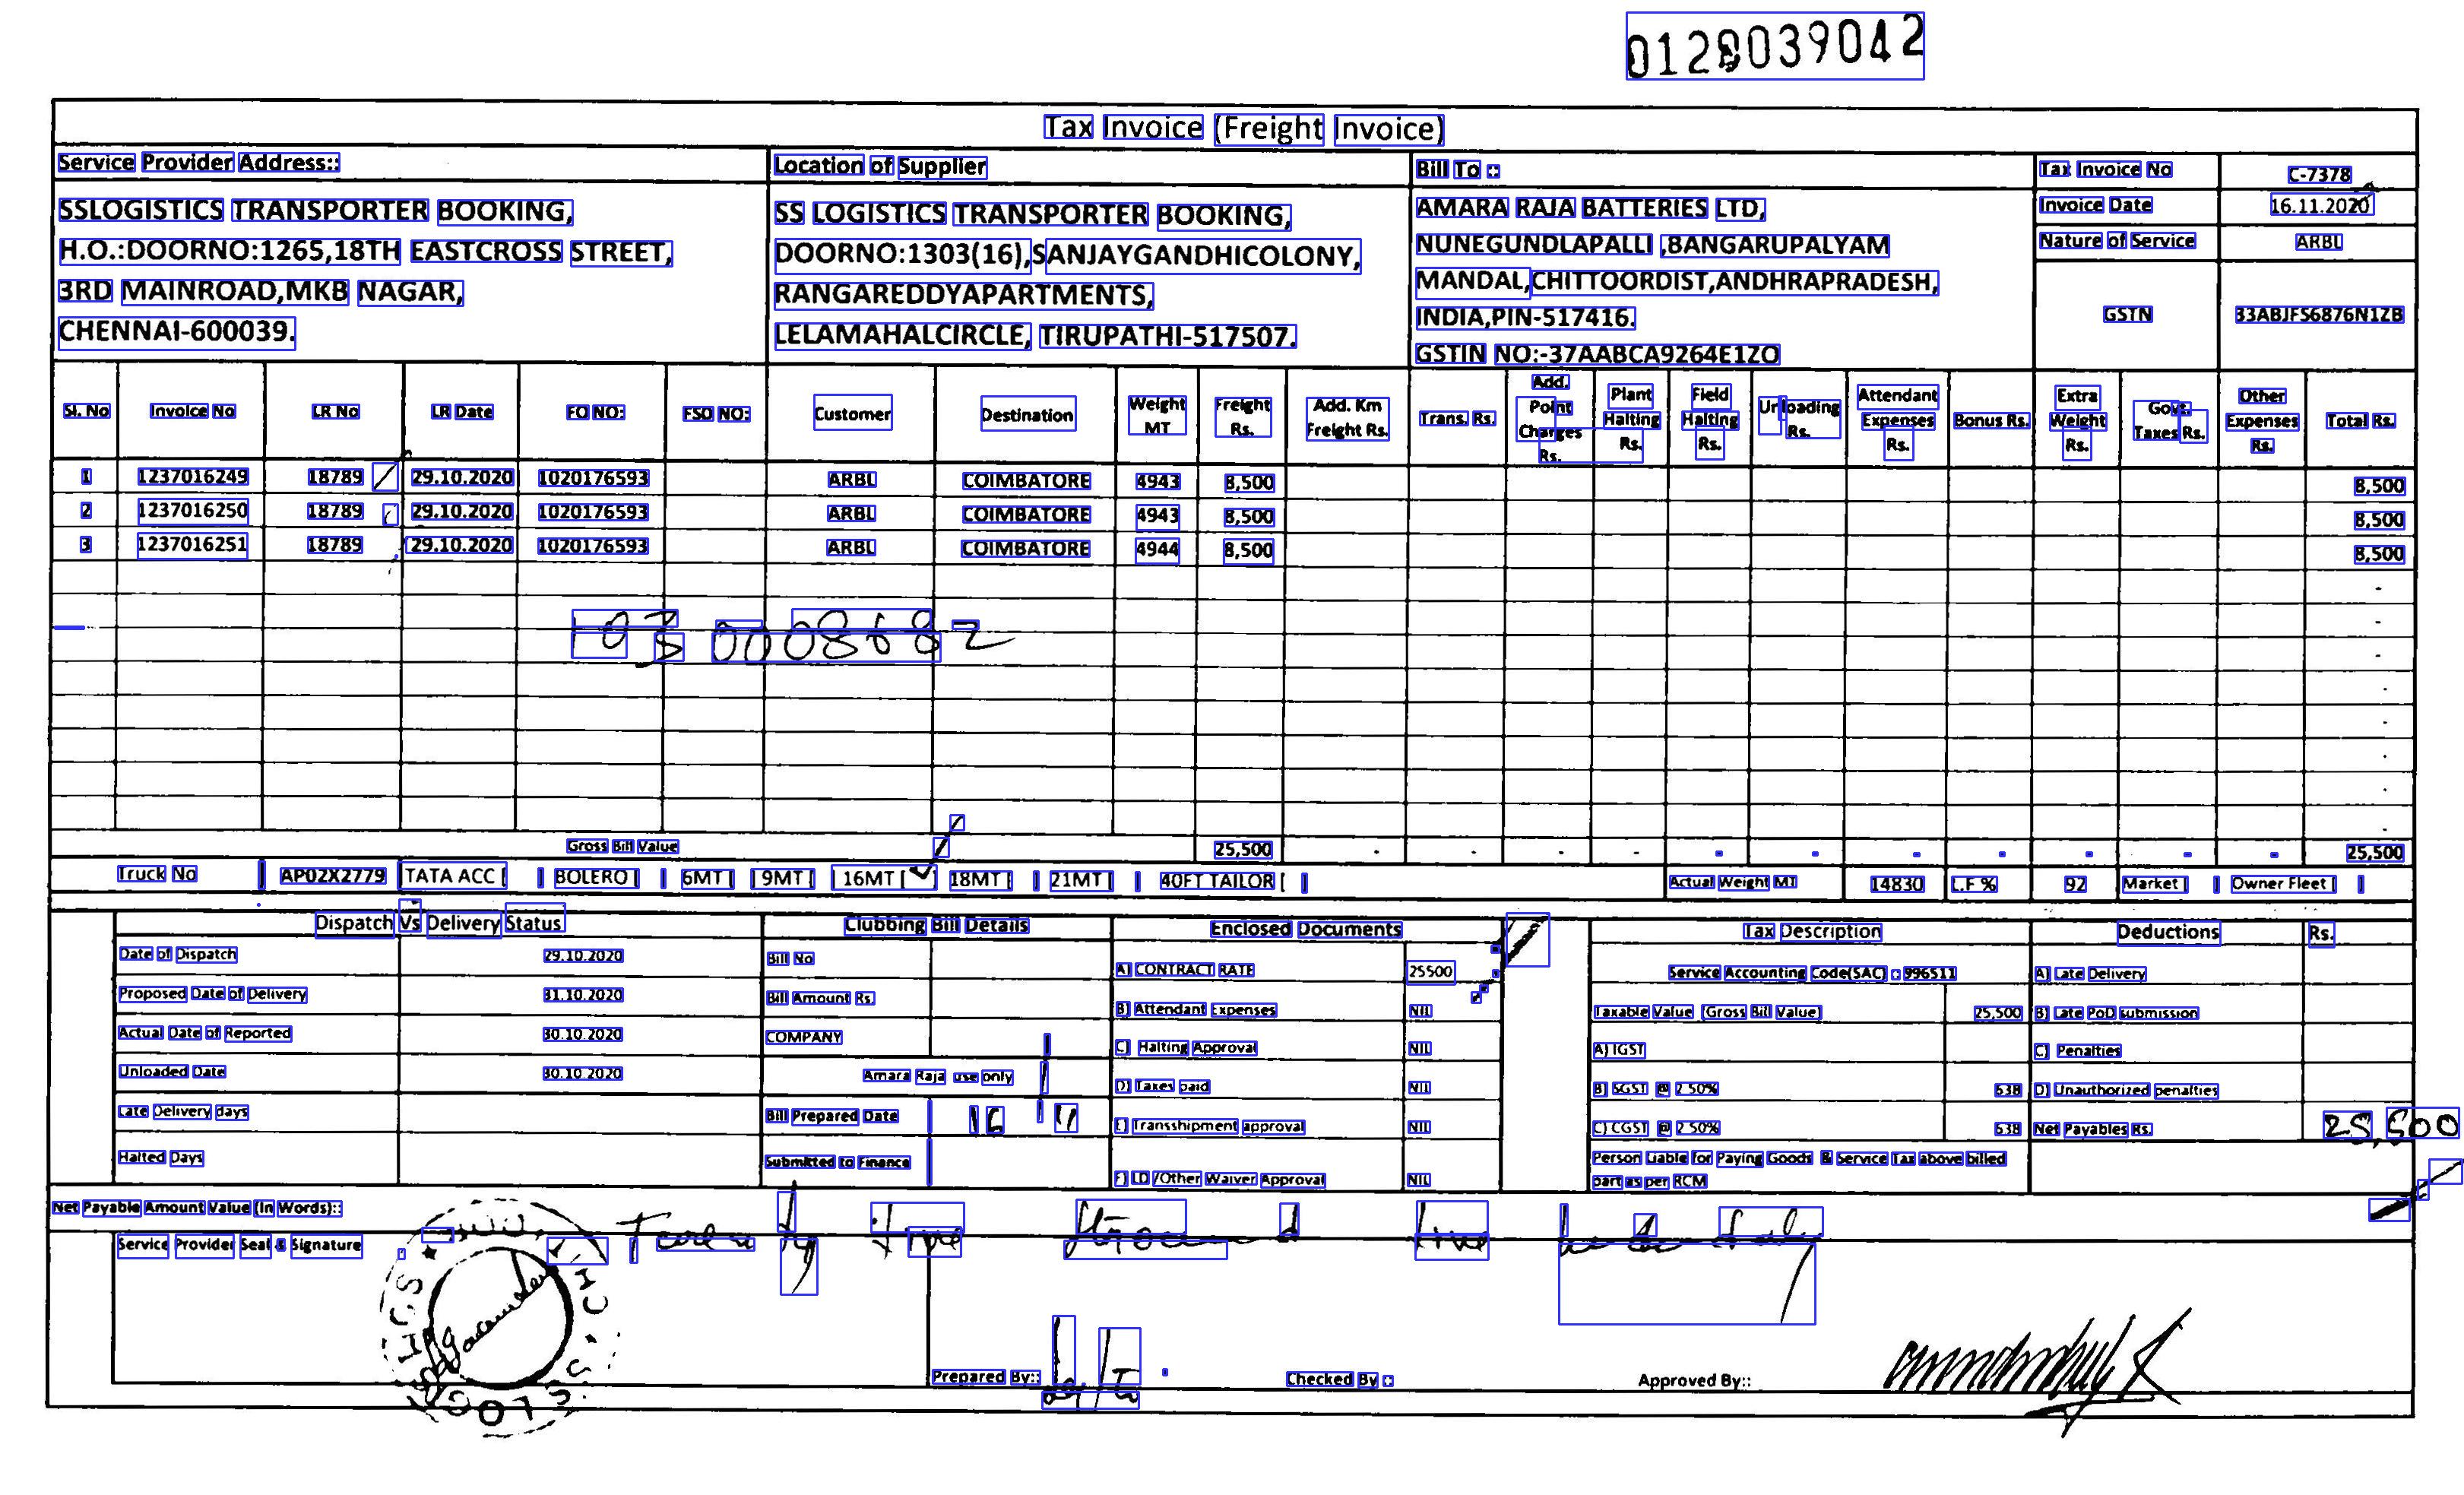 039042
Tax Invoice (Freight Invoice)
Service Provider Address::
SSLOGISTICS TRANSPORTER BOOKING,
H.O.:DOORNO:1265,18TH EASTCROSS STREET,
3RD MAINROAD,MKB NAGAR,
CHENNAI-600039.
Location of Supplier
SS LOGISTICS TRANSPORTER BOOKING,
DOORNO:1303(16),SANJAYGANDHICOLONY,
RANGAREDDYAPARTMENTS,
LELAMAHALCIRCLE, TIRUPATHI-517507.
Bill To :
AMARA RAJA BATTERIES LTD,
NUNEGUNDLAPALLI ,BANGARUPALYAM
MANDAL,CHITTOORDIST,ANDHRAPRADESH,
INDIA,PIN-517416.
GSTIN NO:-37AABCA9264E1ZO
Tax Invoice No C-7378
Invoice Date 16.11.2020
Nature of Service ARBL
GSTN 33ABJFS6876N1ZB
Sl. No Invoice No LR No LR Date FO NO: FSO NO: Customer Destination Weight MT Freight Rs. Add. Km Freight Rs. Trans. Rs. Add. Point Charges Rs. Plant Halting Rs. Field Halting Rs. Unloading Rs. Attendant Expenses Rs. Bonus Rs. Extra Weight Rs. Govt. Taxes Rs. Other Expenses Rs. Total Rs.
1 1237016249 18789 29.10.2020 1020176593 ARBL COIMBATORE 4943 8,500 8,500
2 1237016250 18789 29.10.2020 1020176593 ARBL COIMBATORE 4943 8,500 8,500
3 1237016251 18789 29.10.2020 1020176593 ARBL COIMBATORE 4944 8,500 8,500
0008682
Gross Bill Value 25,500 - - - - - - - - - - - 25,500
Truck No AP02X2779 TATA ACC [ ] BOLERO [ ] 6MT [ ] 9MT [ ] 16MT [✓] 18MT [ ] 21MT [ ] 40FT TAILOR [ ] Actual Weight MT 14830 L.F % 92 Market [ ] Owner Fleet [ ]
Dispatch Vs Delivery Status
Date of Dispatch 29.10.2020
Proposed Date of Delivery 31.10.2020
Actual Date of Reported 30.10.2020
Unloaded Date 30.10.2020
Late Delivery days
Halted Days
Clubbing Bill Details
Bill No
Bill Amount Rs.
COMPANY
Amara Raja use only
Bill Prepared Date 16 11
Submitted to Finance
Enclosed Documents
A) CONTRACT RATE 25500
B) Attendant Expenses NIL
C) Halting Approval NIL
D) Taxes paid NIL
E) Transshipment approval NIL
F) LD /Other Waiver Approval NIL
Tax Description
Service Accounting Code(SAC) : 996511
Taxable Value (Gross Bill Value) 25,500
A) IGST
B) SGST @ 2.50% 638
C) CGST @ 2.50% 638
Person Liable for Paying Goods & Service Tax above billed
part as per RCM
Deductions Rs.
A) Late Delivery
B) Late PoD submission
C) Penalties
D) Unauthorized penalties
Net Payables Rs. 25,500
Net Payable Amount Value (In Words)::
Service Provider Seal & Signature
Prepared By::
Checked By :
Approved By::